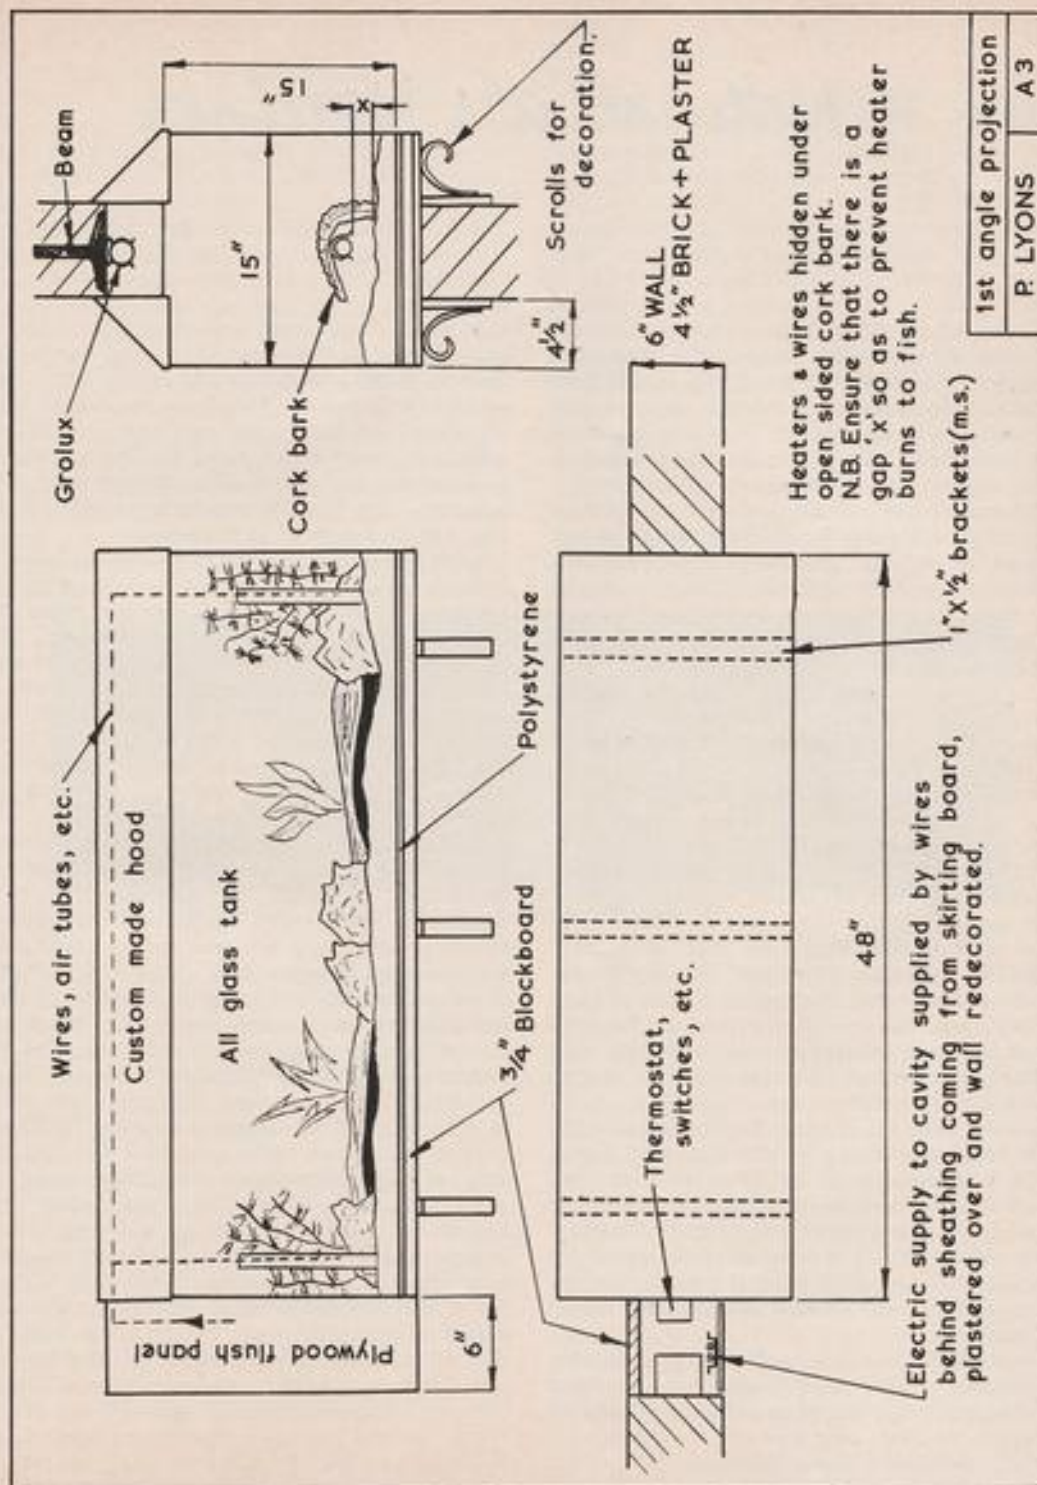 Wires, air tubes, etc.
Custom made hood
All glass tank
Plywood flush panel
6"
3/4" Blockboard
Polystyrene
Grolux
Beam
15"
15"
x
Cork bark
4½"
Scrolls for
decoration.
Thermostat,
switches, etc.
48"
6" WALL
4½" BRICK + PLASTER
Heaters & wires hidden under
open sided cork bark.
N.B. Ensure that there is a
gap 'x' so as to prevent heater
burns to fish.
1"X½" brackets (m.s.)
Electric supply to cavity supplied by wires
behind sheathing coming from skirting board,
plastered over and wall redecorated.
1st angle projection
P. LYONS A3